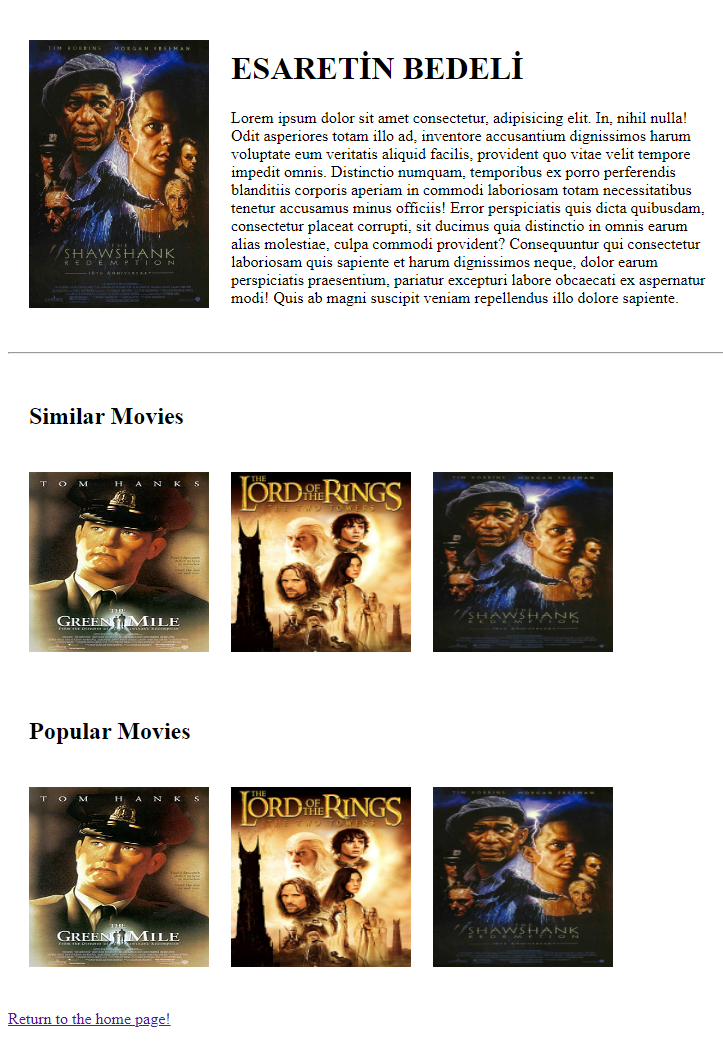 TIM ROBBINS MORGAN FREEMAN
THE
SHAWSHANK
REDEMPTION
10TH ANNIVERSARY
ESARETİN BEDELİ
Lorem ipsum dolor sit amet consectetur, adipisicing elit. In, nihil nulla!
Odit asperiores totam illo ad, inventore accusantium dignissimos harum
voluptate eum veritatis aliquid facilis, provident quo vitae velit tempore
impedit omnis. Distinctio numquam, temporibus ex porro perferendis
blanditiis corporis aperiam in commodi laboriosam totam necessitatibus
tenetur accusamus minus officiis! Error perspiciatis quis dicta quibusdam,
consectetur placeat corrupti, sit ducimus quia distinctio in omnis earum
alias molestiae, culpa commodi provident? Consequuntur qui consectetur
laboriosam quis sapiente et harum dignissimos neque, dolor earum
perspiciatis praesentium, pariatur excepturi labore obcaecati ex aspernatur
modi! Quis ab magni suscipit veniam repellendus illo dolore sapiente.
Similar Movies
TOM HANKS
THE
GREEN MILE
THE
LORD OF THE RINGS
THE TWO TOWERS
TIM ROBBINS MORGAN FREEMAN
SHAWSHANK
REDEMPTION
Popular Movies
TOM HANKS
THE
GREEN MILE
THE
LORD OF THE RINGS
THE TWO TOWERS
TIM ROBBINS MORGAN FREEMAN
SHAWSHANK
REDEMPTION
Return to the home page!